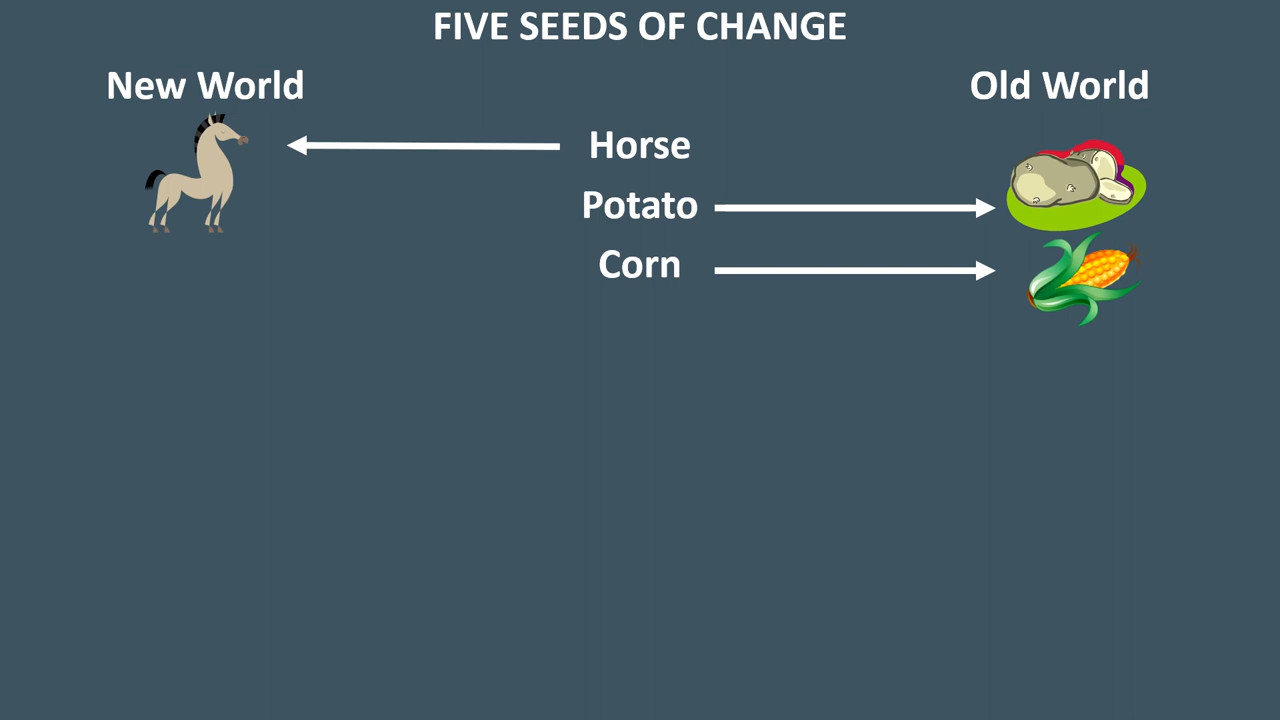 FIVE SEEDS OF CHANGE
New World
Old World
Horse
Potato
Corn